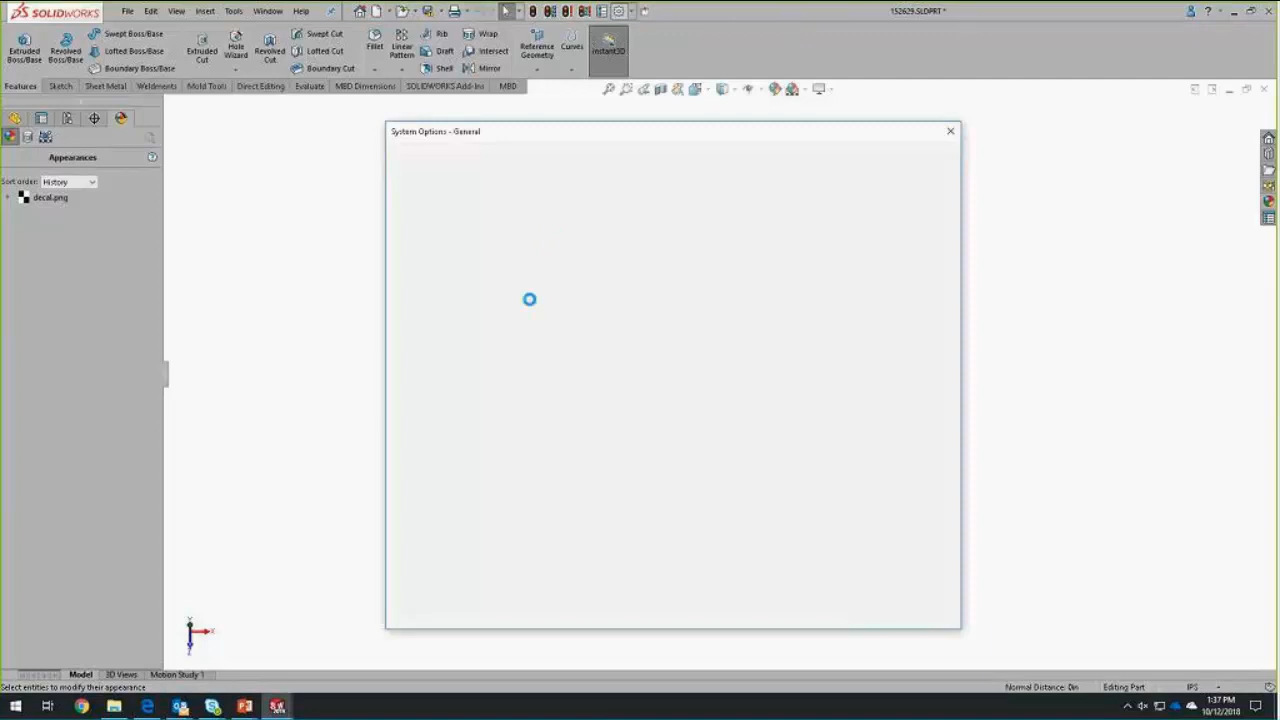 SOLIDWORKS File Edit View Insert Tools Window Help 152629.SLDPRT *
Extruded Boss/Base
Revolved Boss/Base
Swept Boss/Base
Lofted Boss/Base
Boundary Boss/Base
Extruded Cut
Hole Wizard
Revolved Cut
Swept Cut
Lofted Cut
Boundary Cut
Fillet
Linear Pattern
Rib
Draft
Shell
Wrap
Intersect
Mirror
Reference Geometry
Curves
Instant3D
Features Sketch Sheet Metal Weldments Mold Tools Direct Editing Evaluate MBD Dimensions SOLIDWORKS Add-Ins MBD
System Options - General
Appearances
Sort order: History
decal.png
Y
X
Z
Model 3D Views Motion Study 1
Select entities to modify their appearance Normal Distance: 0in Editing Part IPS
1:37 PM
10/12/2018